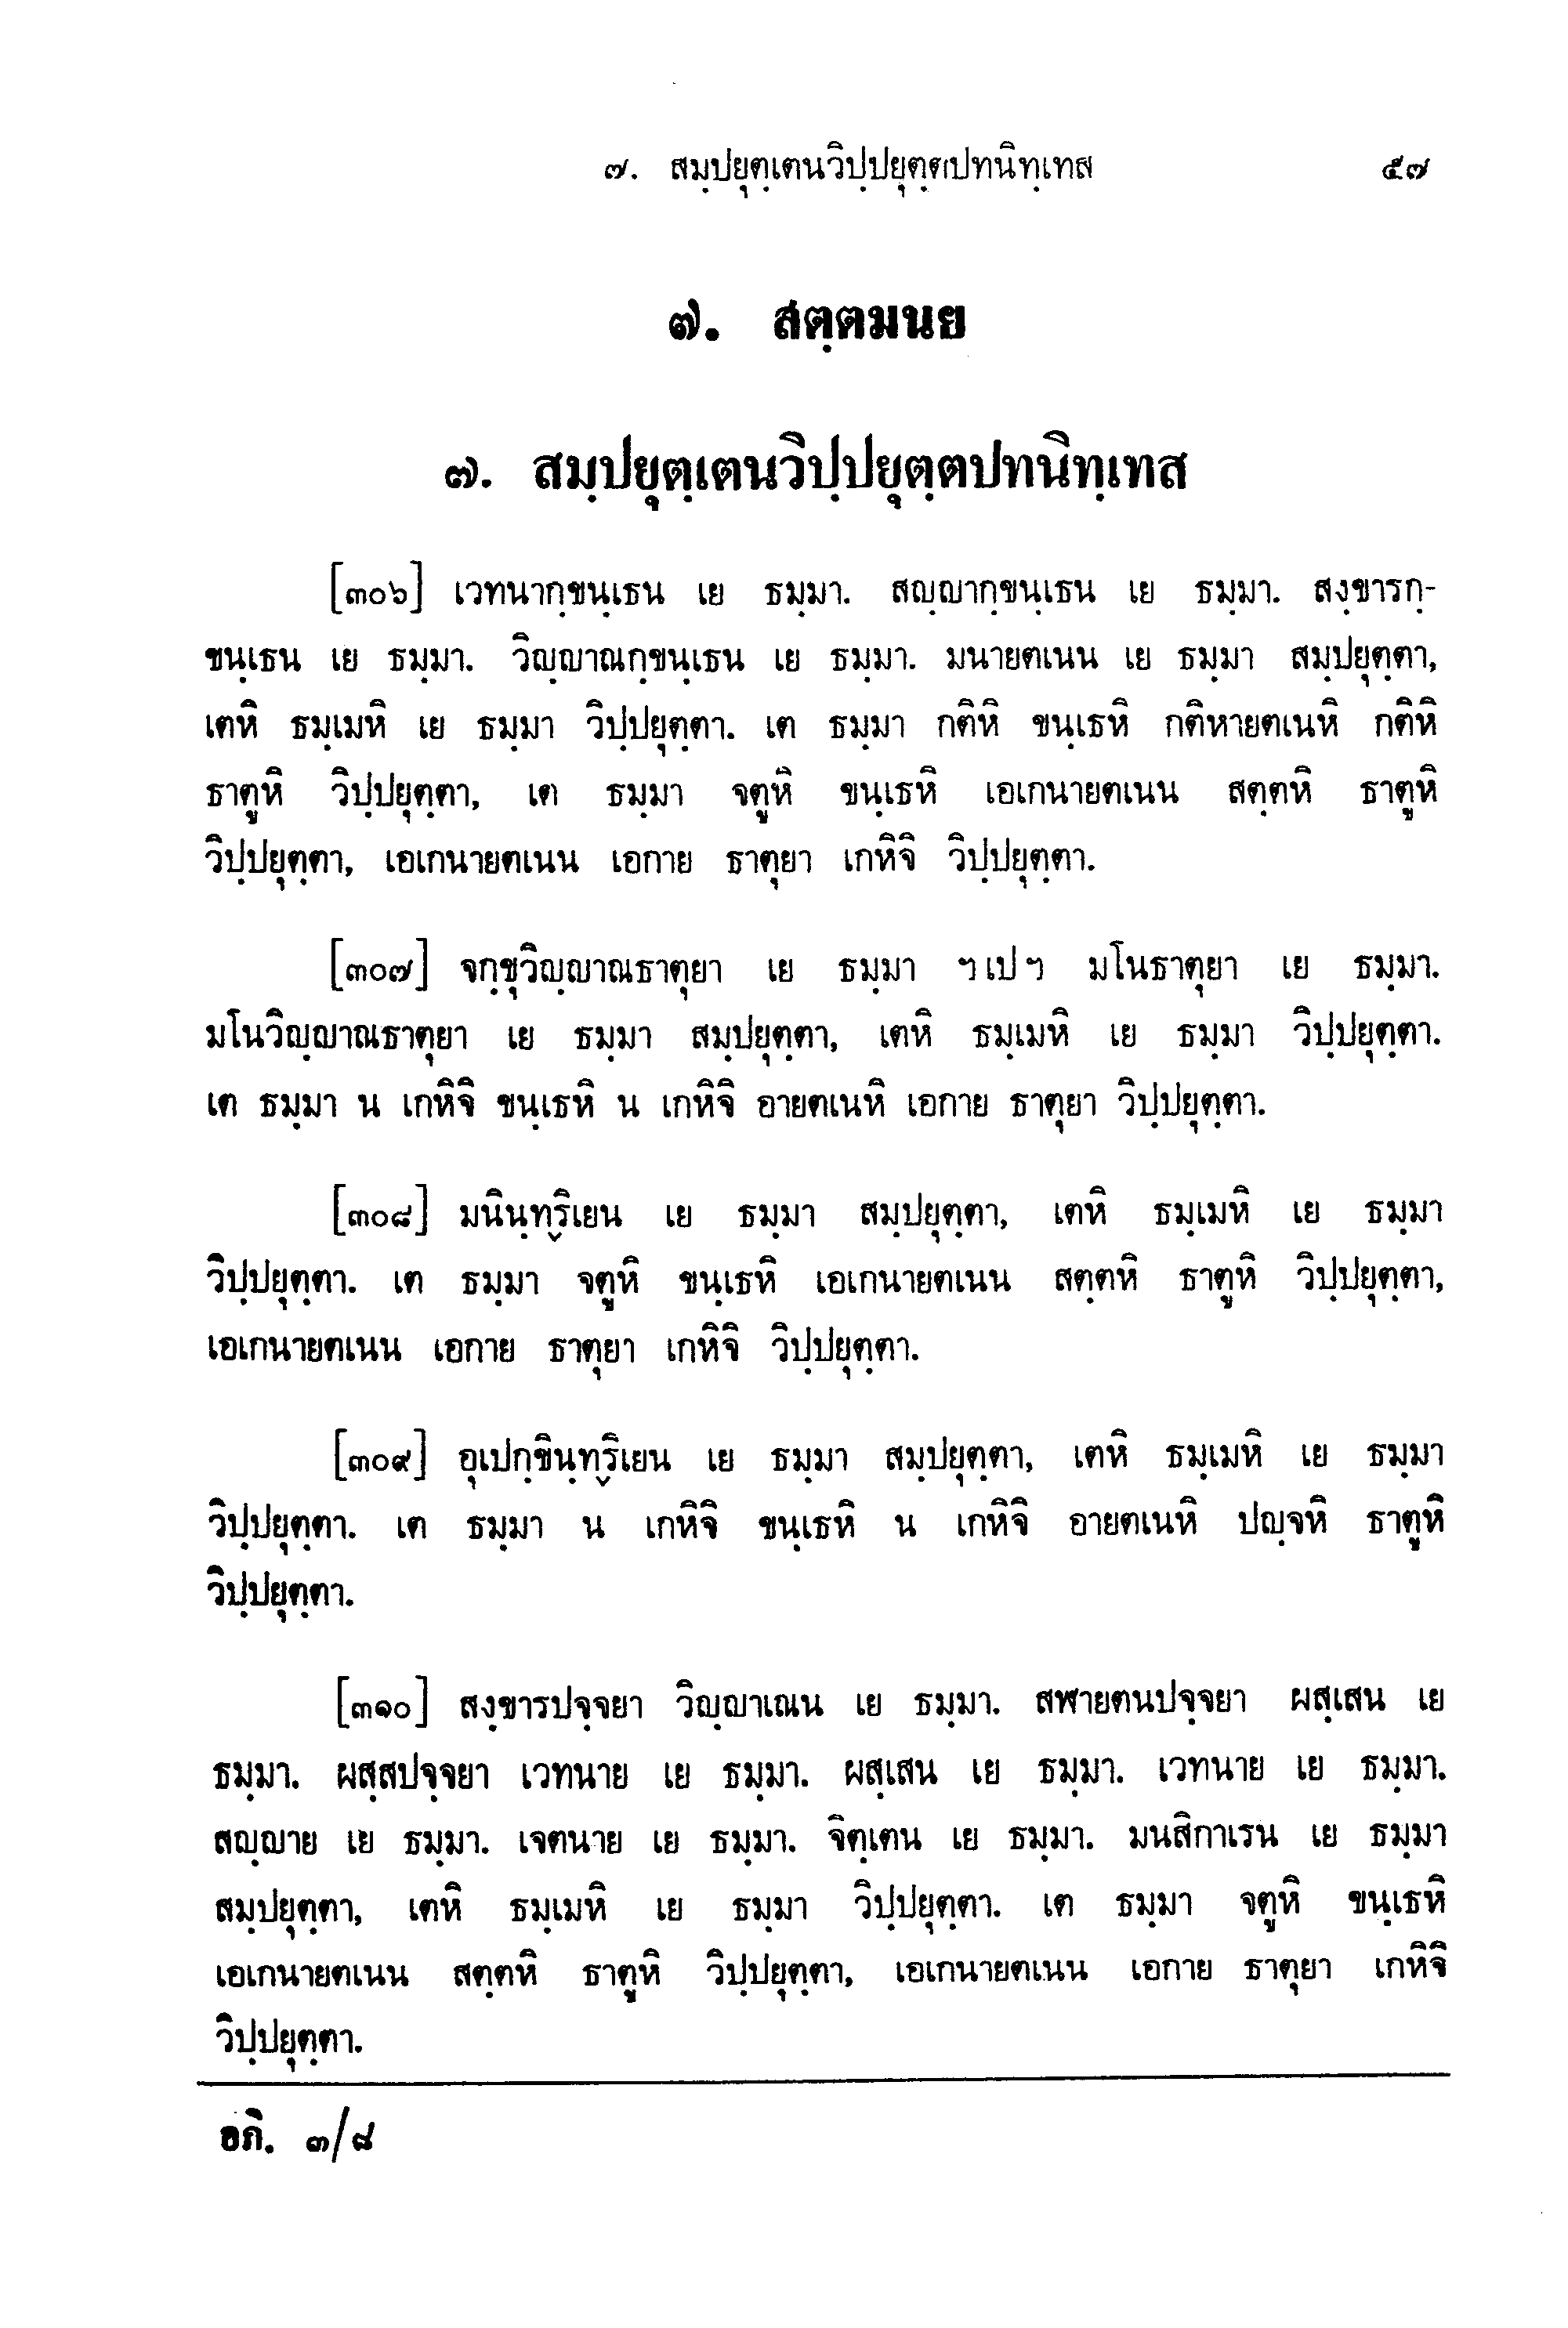 ๗. สมฺปยุตฺเตนวิปฺปยุตฺตปทนิทฺเทส ๕๗
๗. สตฺตมนย
๗. สมฺปยุตฺเตนวิปฺปยุตฺตปทนิทฺเทส
[๓๐๖] เวทนากฺขนฺเธน เย ธมฺมา. สญฺญากฺขนฺเธน เย ธมฺมา. สงฺขารกฺ-
ขนฺเธน เย ธมฺมา. วิญฺญาณกฺขนฺเธน เย ธมฺมา. มนายตเนน เย ธมฺมา สมฺปยุตฺตา,
เตหิ ธมฺเมหิ เย ธมฺมา วิปฺปยุตฺตา. เต ธมฺมา กติหิ ขนฺเธหิ กติหายตเนหิ กติหิ
ธาตูหิ วิปฺปยุตฺตา, เต ธมฺมา จตูหิ ขนฺเธหิ เอเกนายตเนน สตฺตหิ ธาตูหิ
วิปฺปยุตฺตา, เอเกนายตเนน เอกาย ธาตุยา เกหิจิ วิปฺปยุตฺตา.
[๓๐๗] จกฺขุวิญฺญาณธาตุยา เย ธมฺมา ฯเปฯ มโนธาตุยา เย ธมฺมา.
มโนวิญฺญาณธาตุยา เย ธมฺมา สมฺปยุตฺตา, เตหิ ธมฺเมหิ เย ธมฺมา วิปฺปยุตฺตา.
เต ธมฺมา น เกหิจิ ขนฺเธหิ น เกหิจิ อายตเนหิ เอกาย ธาตุยา วิปฺปยุตฺตา.
[๓๐๘] มนินฺทฺริเยน เย ธมฺมา สมฺปยุตฺตา, เตหิ ธมฺเมหิ เย ธมฺมา
วิปฺปยุตฺตา. เต ธมฺมา จตูหิ ขนฺเธหิ เอเกนายตเนน สตฺตหิ ธาตูหิ วิปฺปยุตฺตา,
เอเกนายตเนน เอกาย ธาตุยา เกหิจิ วิปฺปยุตฺตา.
[๓๐๙] อุเปกฺขินฺทฺริเยน เย ธมฺมา สมฺปยุตฺตา, เตหิ ธมฺเมหิ เย ธมฺมา
วิปฺปยุตฺตา. เต ธมฺมา น เกหิจิ ขนฺเธหิ น เกหิจิ อายตเนหิ ปญฺจหิ ธาตูหิ
วิปฺปยุตฺตา.
[๓๑๐] สงฺขารปจฺจยา วิญฺญาเณน เย ธมฺมา. สฬายตนปจฺจยา ผสฺเสน เย
ธมฺมา. ผสฺสปจฺจยา เวทนาย เย ธมฺมา. ผสฺเสน เย ธมฺมา. เวทนาย เย ธมฺมา.
สญฺญาย เย ธมฺมา. เจตนาย เย ธมฺมา. จิตฺเตน เย ธมฺมา. มนสิกาเรน เย ธมฺมา
สมฺปยุตฺตา, เตหิ ธมฺเมหิ เย ธมฺมา วิปฺปยุตฺตา. เต ธมฺมา จตูหิ ขนฺเธหิ
เอเกนายตเนน สตฺตหิ ธาตูหิ วิปฺปยุตฺตา, เอเกนายตเนน เอกาย ธาตุยา เกหิจิ
วิปฺปยุตฺตา.
อภิ. ๓/๘